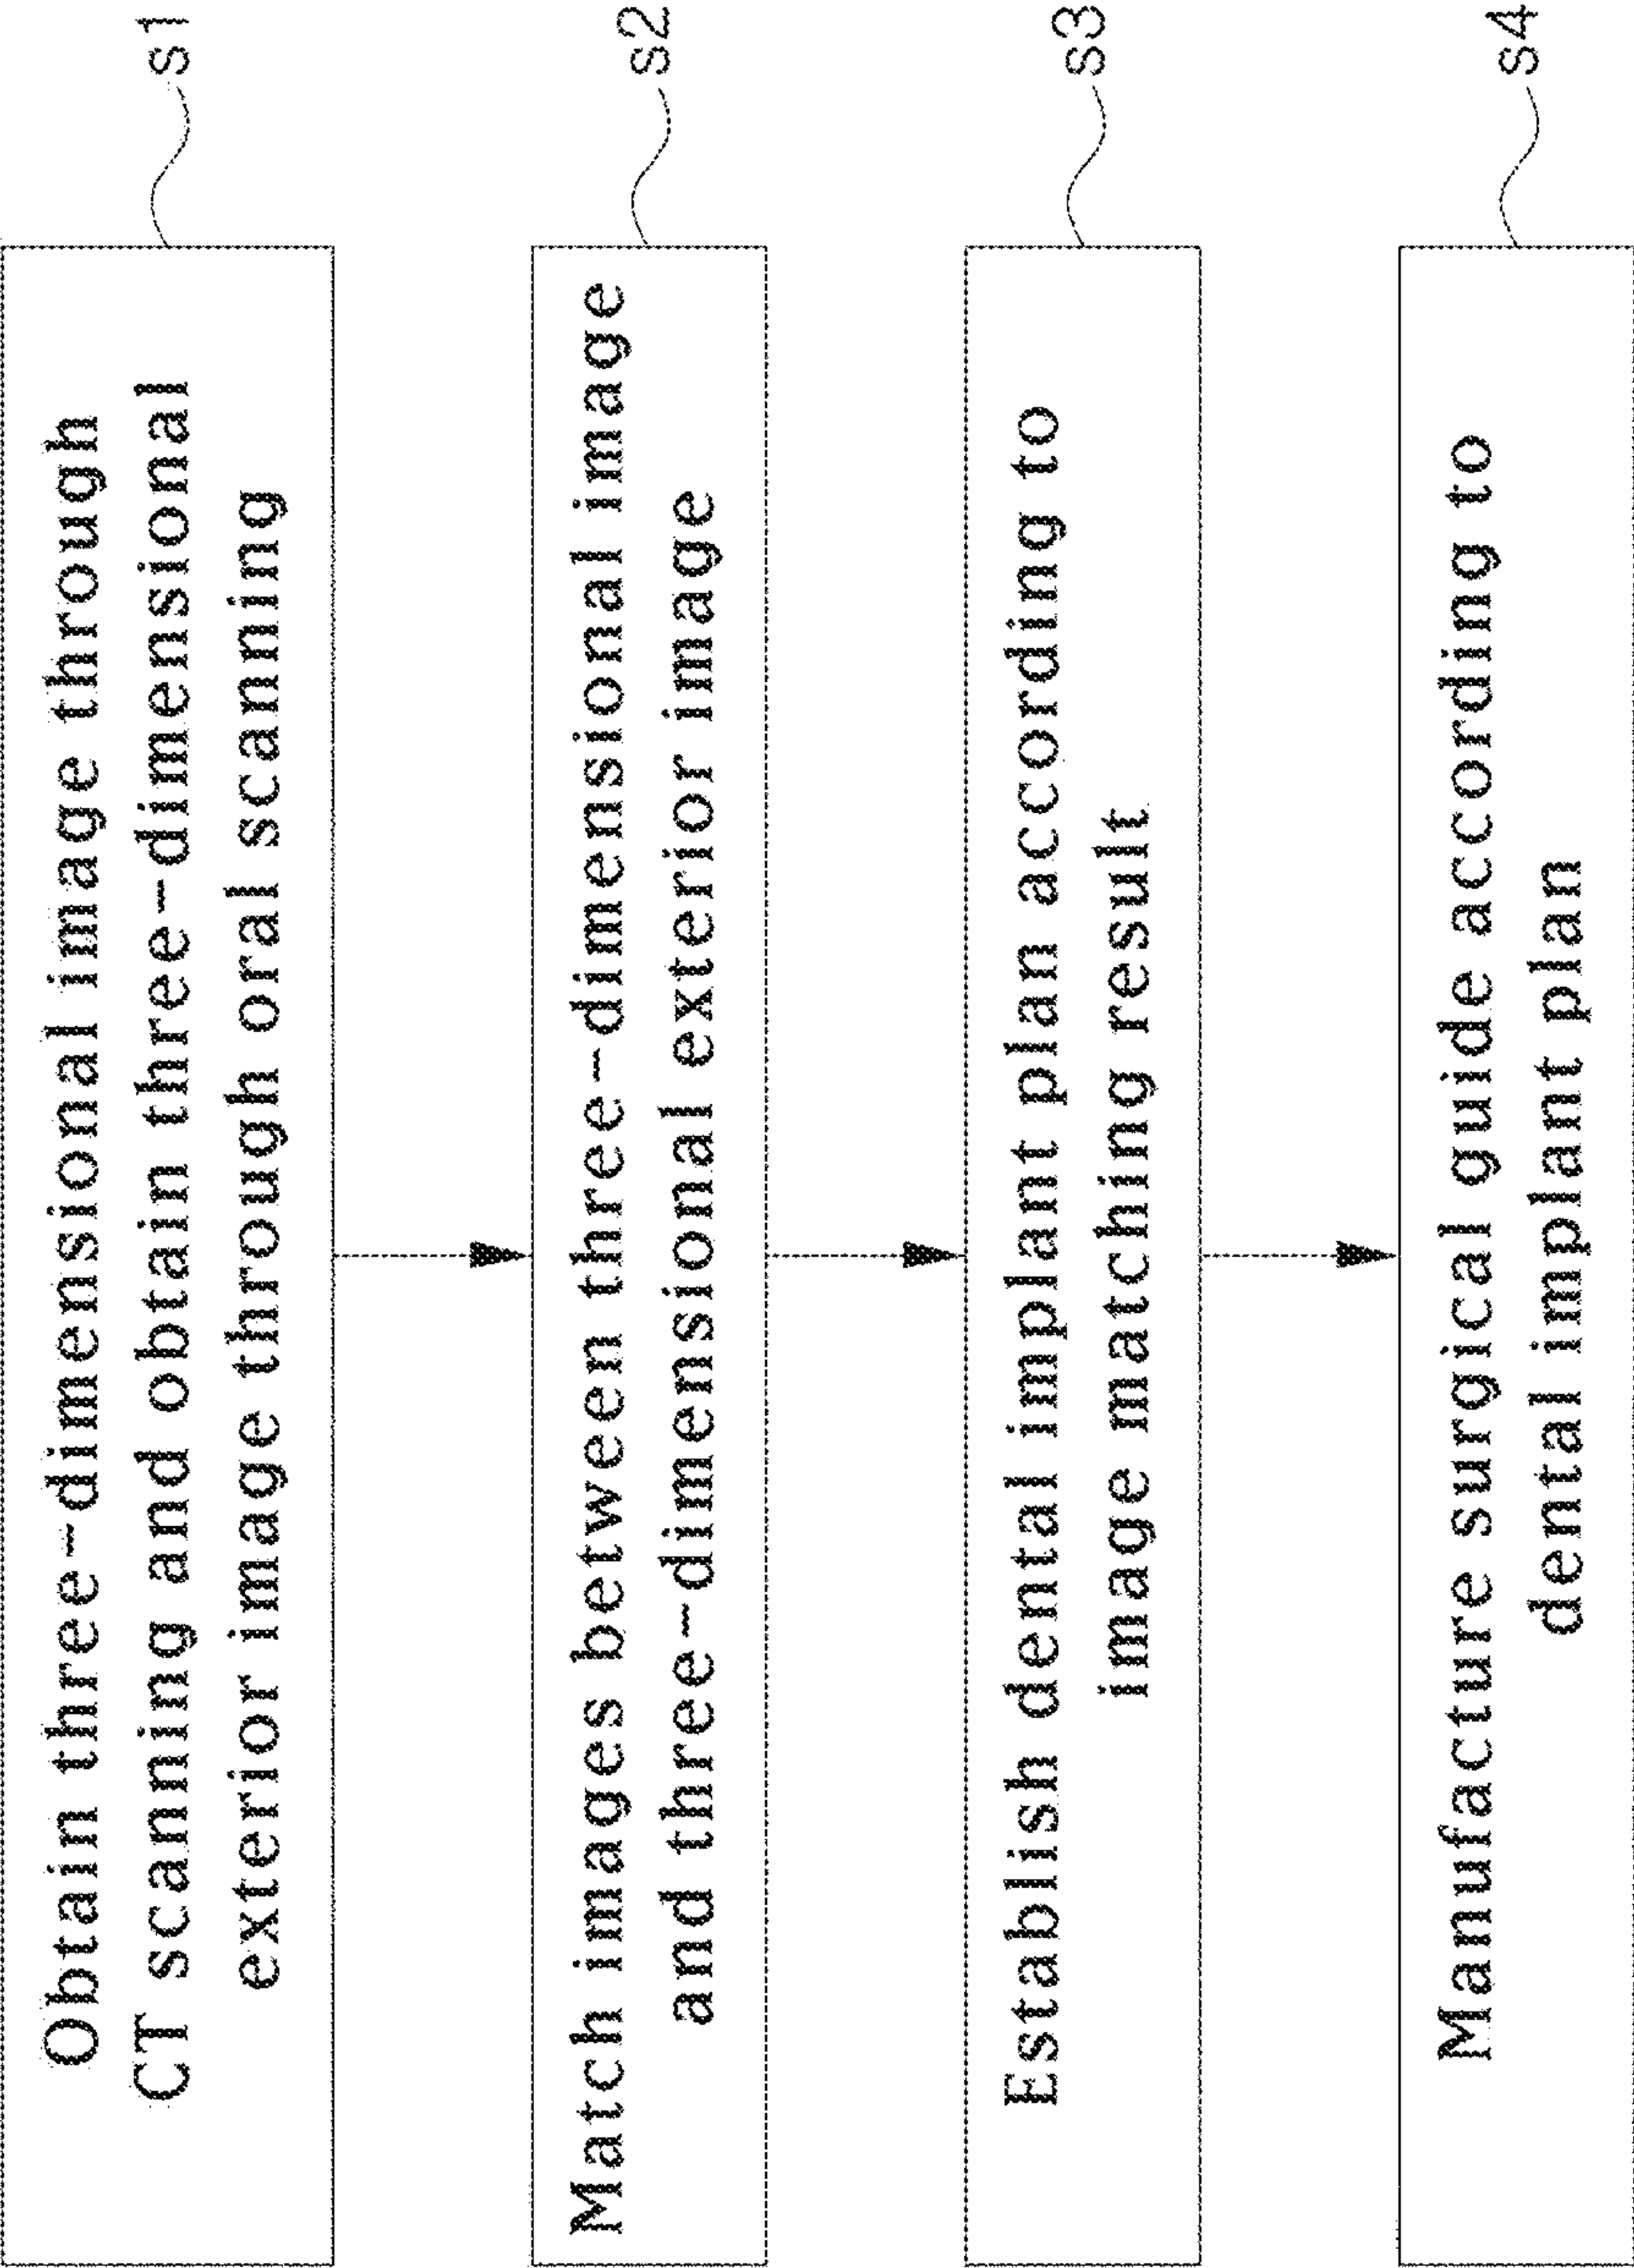 Obtain three-dimensional image through
CT scanning and obtain three-dimensional
exterior image through oral scanning
s1
Match images between three-dimensional image
and three-dimensional exterior image
s2
Establish dental implant plan according to
image matching result
s3
Manufacture surgical guide according to
dental implant plan
s4